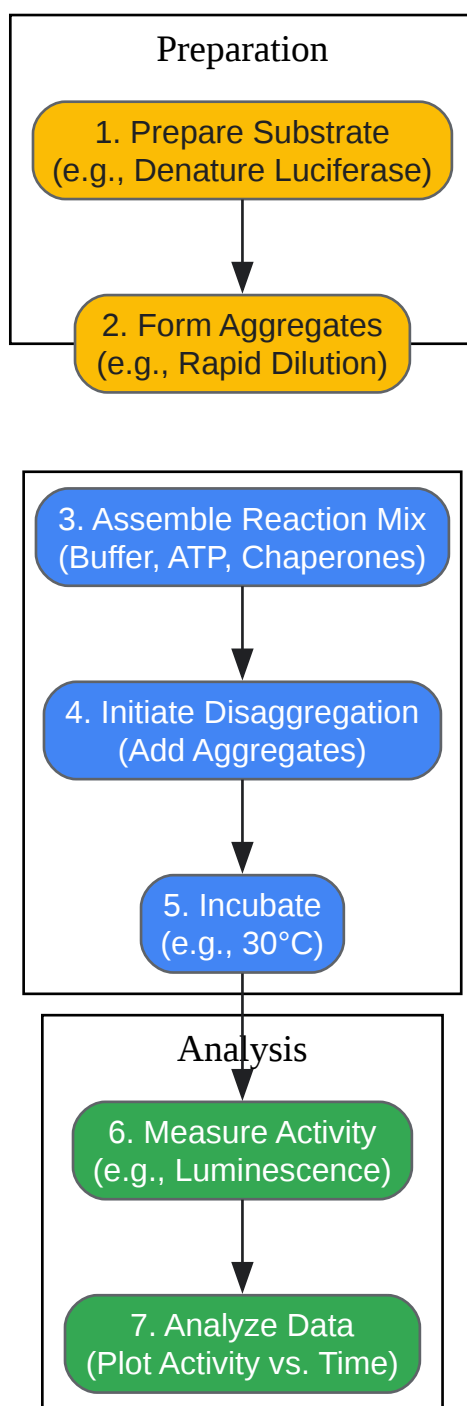 Preparation
1. Prepare Substrate
(e.g., Denature Luciferase)
2. Form Aggregates
(e.g., Rapid Dilution)
3. Assemble Reaction Mix
(Buffer, ATP, Chaperones)
4. Initiate Disaggregation
(Add Aggregates)
5. Incubate
(e.g., 30°C)
Analysis
6. Measure Activity
(e.g., Luminescence)
7. Analyze Data
(Plot Activity vs. Time)